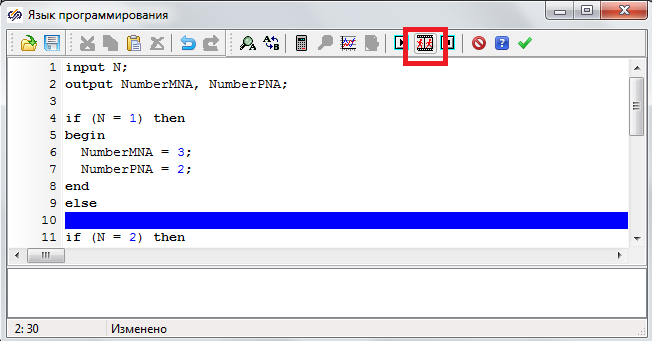 Язык программирования
1 input N;
2 output NumberMNA, NumberPNA;
3
4 if (N = 1) then
5 begin
6 NumberMNA = 3;
7 NumberPNA = 2;
8 end
9 else
10
11 if (N = 2) then
2: 30 Изменено